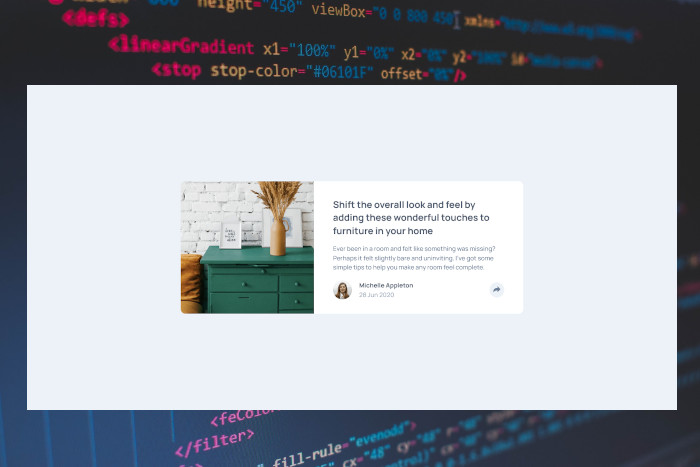 height="450" viewBox="0 0 800 450"
<defs>
<linearGradient x1="100%" y1="0%" x2="0%" y2="100%"
<stop stop-color="#06101F" offset="0%"/>
Shift the overall look and feel by
adding these wonderful touches to
furniture in your home
Ever been in a room and felt like something was missing?
Perhaps it felt slightly bare and uninviting. I've got some
simple tips to help you make any room feel complete.
Michelle Appleton
28 Jun 2020
</filter>
fill-rule="evenodd">
cx="48"